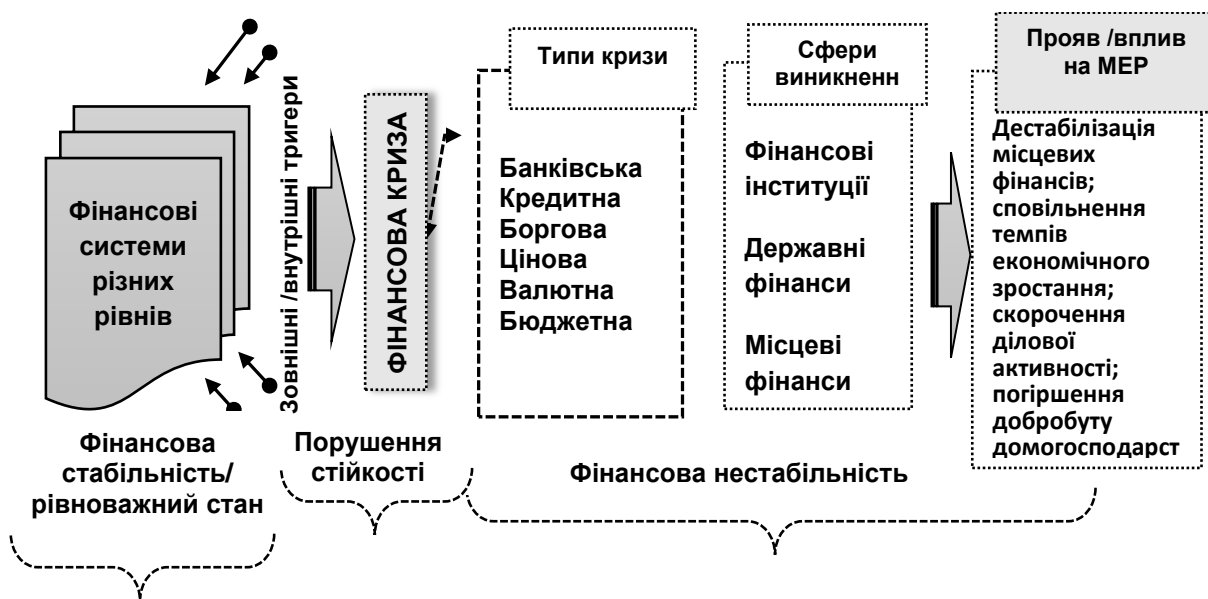 Фінансові
системи
різних
рівнів
Зовнішні /внутрішні тригери
ФІНАНСОВА КРИЗА
Типи кризи
Банківська
Кредитна
Боргова
Цінова
Валютна
Бюджетна
Сфери
виникненн
Фінансові
інституції
Державні
фінанси
Місцеві
фінанси
Прояв /вплив
на МЕР
Дестабілізація
місцевих
фінансів;
сповільнення
темпів
економічного
зростання;
скорочення
ділової
активності;
погіршення
добробуту
домогосподарст
Фінансова
стабільність/
рівноважний стан
Порушення
стійкості
Фінансова нестабільність